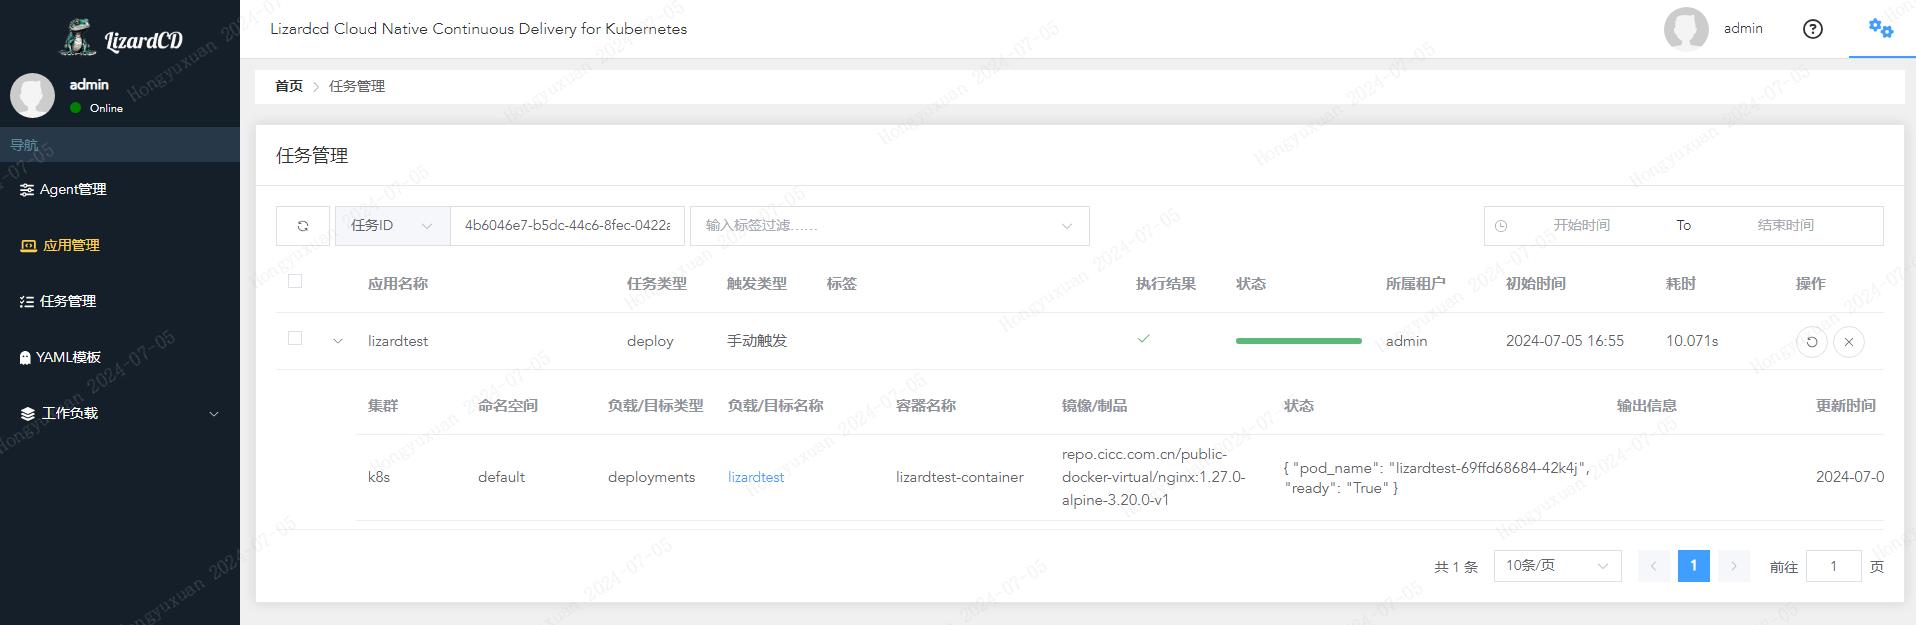 LizardCD
Lizardcd Cloud Native Continuous Delivery for Kubernetes
admin
admin
Online
首页 任务管理
导航
Agent管理
应用管理
任务管理
YAML模板
工作负载
任务管理
任务ID 4b6046e7-b5dc-44c6-8fec-0422a 输入标签过滤...... 开始时间 To 结束时间
应用名称 任务类型 触发类型 标签 执行结果 状态 所属租户 初始时间 耗时 操作
lizardtest deploy 手动触发 admin 2024-07-05 16:55 10.071s
集群 命名空间 负载/目标类型 负载/目标名称 容器名称 镜像/制品 状态 输出信息 更新时间
k8s default deployments lizardtest lizardtest-container
repo.cicc.com.cn/public-
docker-virtual/nginx:1.27.0-
alpine-3.20.0-v1
{ "pod_name": "lizardtest-69ffd68684-42k4j",
"ready": "True" }
2024-07-0
共 1 条 10条/页 1 前往 1 页
Hongyuxuan 2024-07-05